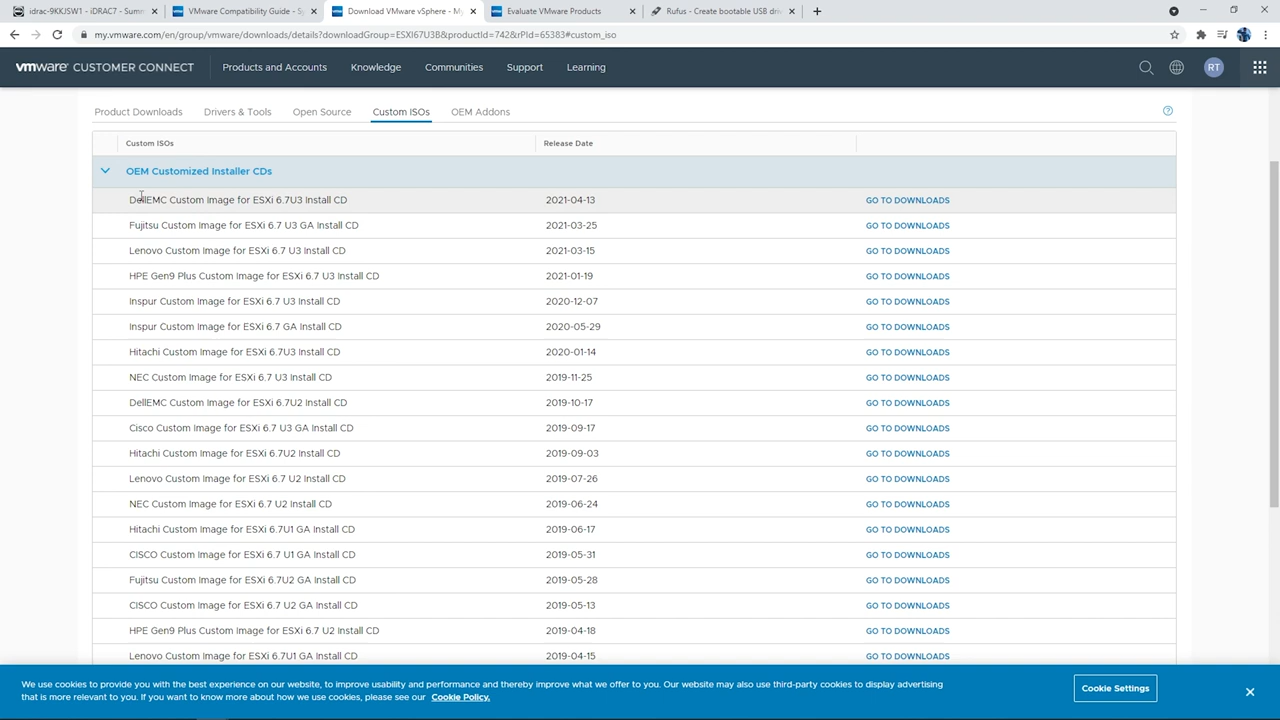 idrac-9KKJSW1 - iDRAC7 - Summ
VMware Compatibility Guide - S
Download VMware vSphere - My
Evaluate VMware Products
Rufus - Create bootable USB driv
my.vmware.com/en/group/vmware/downloads/details?downloadGroup=ESXI67U3B&productId=742&rPId=65383#custom_iso
vmware CUSTOMER CONNECT
Products and Accounts
Knowledge
Communities
Support
Learning
RT
Product Downloads
Drivers & Tools
Open Source
Custom ISOs
OEM Addons
Custom ISOs
Release Date
OEM Customized Installer CDs
DellEMC Custom Image for ESXi 6.7U3 Install CD 2021-04-13 GO TO DOWNLOADS
Fujitsu Custom Image for ESXi 6.7 U3 GA Install CD 2021-03-25 GO TO DOWNLOADS
Lenovo Custom Image for ESXi 6.7 U3 Install CD 2021-03-15 GO TO DOWNLOADS
HPE Gen9 Plus Custom Image for ESXi 6.7 U3 Install CD 2021-01-19 GO TO DOWNLOADS
Inspur Custom Image for ESXi 6.7 U3 Install CD 2020-12-07 GO TO DOWNLOADS
Inspur Custom Image for ESXi 6.7 GA Install CD 2020-05-29 GO TO DOWNLOADS
Hitachi Custom Image for ESXi 6.7U3 Install CD 2020-01-14 GO TO DOWNLOADS
NEC Custom Image for ESXi 6.7 U3 Install CD 2019-11-25 GO TO DOWNLOADS
DellEMC Custom Image for ESXi 6.7U2 Install CD 2019-10-17 GO TO DOWNLOADS
Cisco Custom Image for ESXi 6.7 U3 GA Install CD 2019-09-17 GO TO DOWNLOADS
Hitachi Custom Image for ESXi 6.7U2 Install CD 2019-09-03 GO TO DOWNLOADS
Lenovo Custom Image for ESXi 6.7 U2 Install CD 2019-07-26 GO TO DOWNLOADS
NEC Custom Image for ESXi 6.7 U2 Install CD 2019-06-24 GO TO DOWNLOADS
Hitachi Custom Image for ESXi 6.7U1 GA Install CD 2019-06-17 GO TO DOWNLOADS
CISCO Custom Image for ESXi 6.7 U1 GA Install CD 2019-05-31 GO TO DOWNLOADS
Fujitsu Custom Image for ESXi 6.7U2 GA Install CD 2019-05-28 GO TO DOWNLOADS
CISCO Custom Image for ESXi 6.7 U2 GA Install CD 2019-05-13 GO TO DOWNLOADS
HPE Gen9 Plus Custom Image for ESXi 6.7 U2 Install CD 2019-04-18 GO TO DOWNLOADS
Lenovo Custom Image for ESXi 6.7U1 GA Install CD 2019-04-15 GO TO DOWNLOADS
We use cookies to provide you with the best experience on our website, to improve usability and performance and thereby improve what we offer to you. Our website may also use third-party cookies to display advertising
that is more relevant to you. If you want to know more about how we use cookies, please see our Cookie Policy.
Cookie Settings